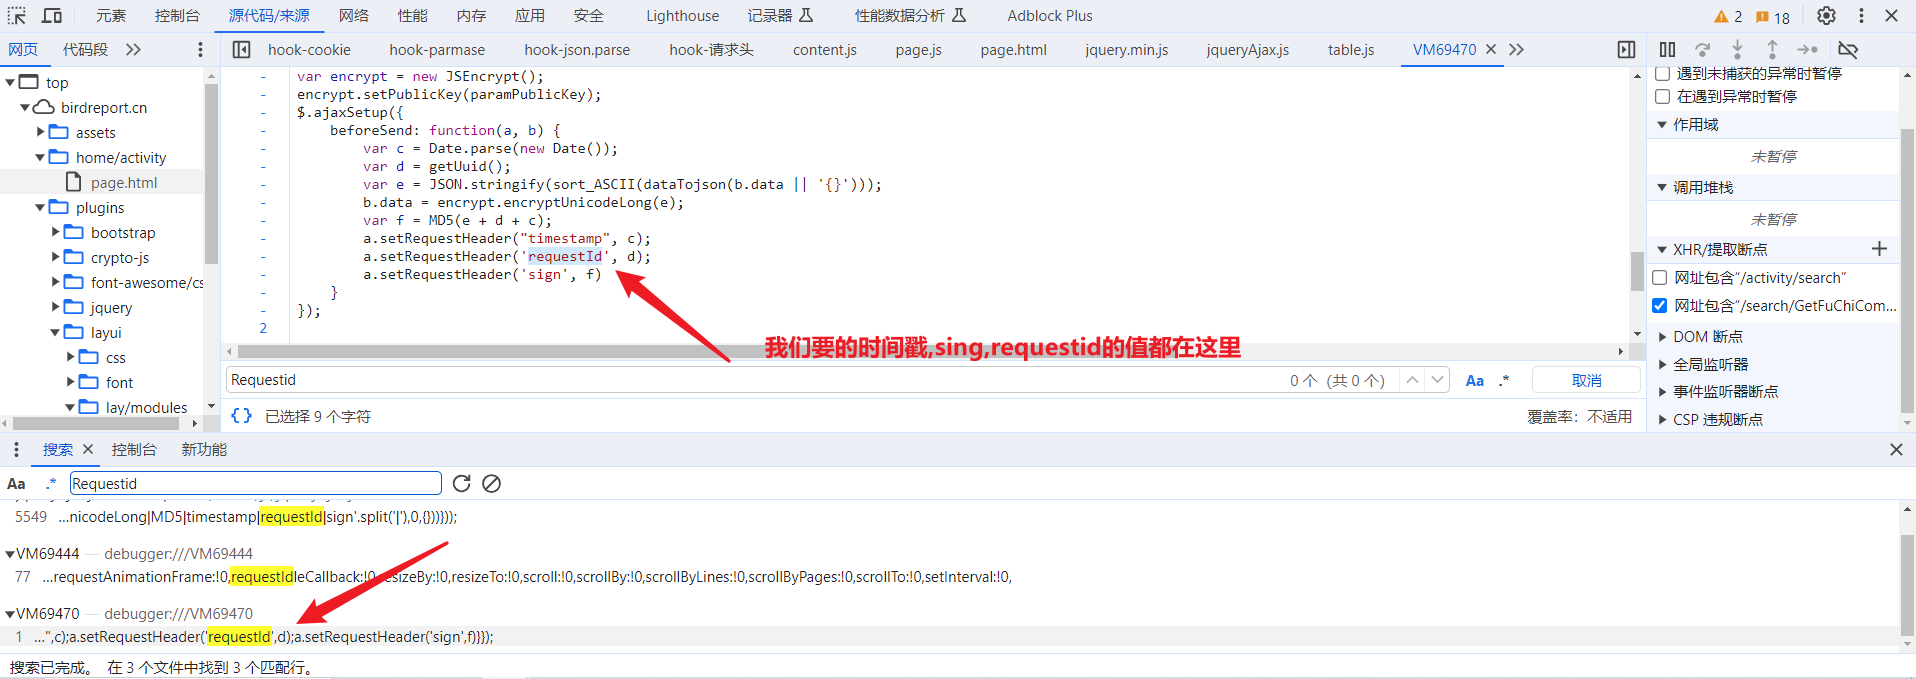 元素 控制台 源代码/来源 网络 性能 内存 应用 安全 Lighthouse 记录器 性能数据分析 Adblock Plus 2 18
网页 代码段 hook-cookie hook-parmase hook-json.parse hook-请求头 content.js page.js page.html jquery.min.js jqueryAjax.js table.js VM69470
top
birdreport.cn
assets
home/activity
page.html
plugins
bootstrap
crypto-js
font-awesome/cs
jquery
layui
css
font
lay/modules
- var encrypt = new JSEncrypt();
- encrypt.setPublicKey(paramPublicKey);
- $.ajaxSetup({
- beforeSend: function(a, b) {
- var c = Date.parse(new Date());
- var d = getUuid();
- var e = JSON.stringify(sort_ASCII(dataTojson(b.data || '{}')));
- b.data = encrypt.encryptUnicodeLong(e);
- var f = MD5(e + d + c);
- a.setRequestHeader("timestamp", c);
- a.setRequestHeader('requestId', d);
- a.setRequestHeader('sign', f)
- }
- });
2
我们要的时间戳,sing,requestid的值都在这里
Requestid 0 个 (共 0 个) Aa .* 取消
{} 已选择 9 个字符 覆盖率: 不适用
遇到未捕获的异常时暂停
在遇到异常时暂停
作用域
未暂停
调用堆栈
未暂停
XHR/提取断点
网址包含“/activity/search”
网址包含“/search/GetFuChiCom...
DOM 断点
全局监听器
事件监听器断点
CSP 违规断点
搜索 控制台 新功能
Aa .* Requestid
5549 ...nicodeLong|MD5|timestamp|requestId|sign'.split('|'),0,{}))}));
VM69444 — debugger:///VM69444
77 ...requestAnimationFrame:!0,requestIdleCallback:!0,resizeBy:!0,resizeTo:!0,scroll:!0,scrollBy:!0,scrollByLines:!0,scrollByPages:!0,scrollTo:!0,setInterval:!0,
VM69470 — debugger:///VM69470
1 ...",c);a.setRequestHeader('requestId',d);a.setRequestHeader('sign',f)}});
搜索已完成。 在 3 个文件中找到 3 个匹配行。